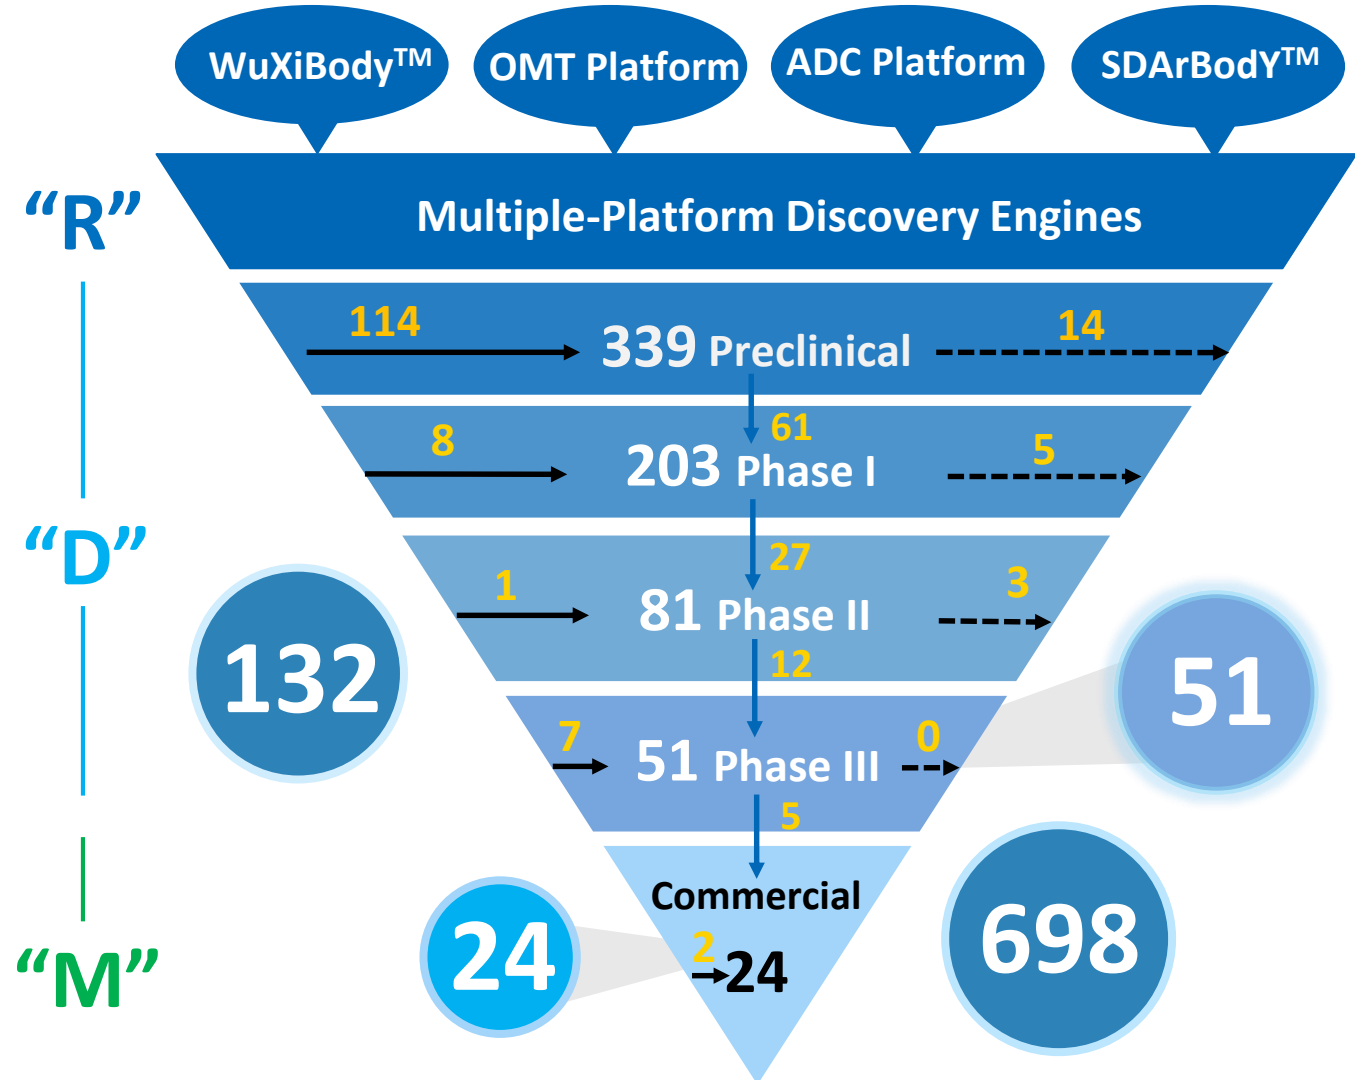 WuXiBody™
OMT Platform
ADC Platform
SDArBodY™
“R”
Multiple-Platform Discovery Engines
114
339 Preclinical
14
61
8
203 Phase I
5
“D”
27
1
81 Phase II
3
132
12
51
7
51 Phase III
0
5
Commercial
24
2
24
698
“M”